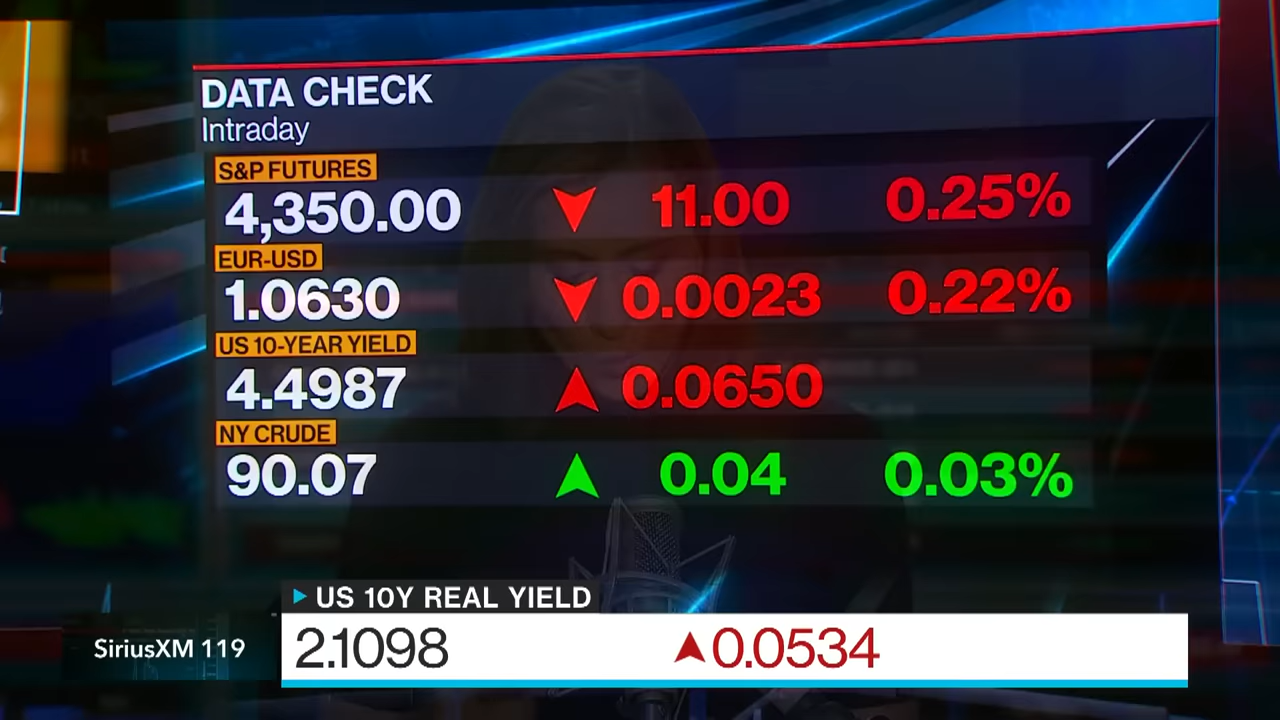 DATA CHECK
Intraday
S&P FUTURES
4,350.00 ▼ 11.00 0.25%
EUR-USD
1.0630 ▼ 0.0023 0.22%
US 10-YEAR YIELD
4.4987 ▲ 0.0650
NY CRUDE
90.07 ▲ 0.04 0.03%
US 10Y REAL YIELD
SiriusXM 119
2.1098 ▲ 0.0534